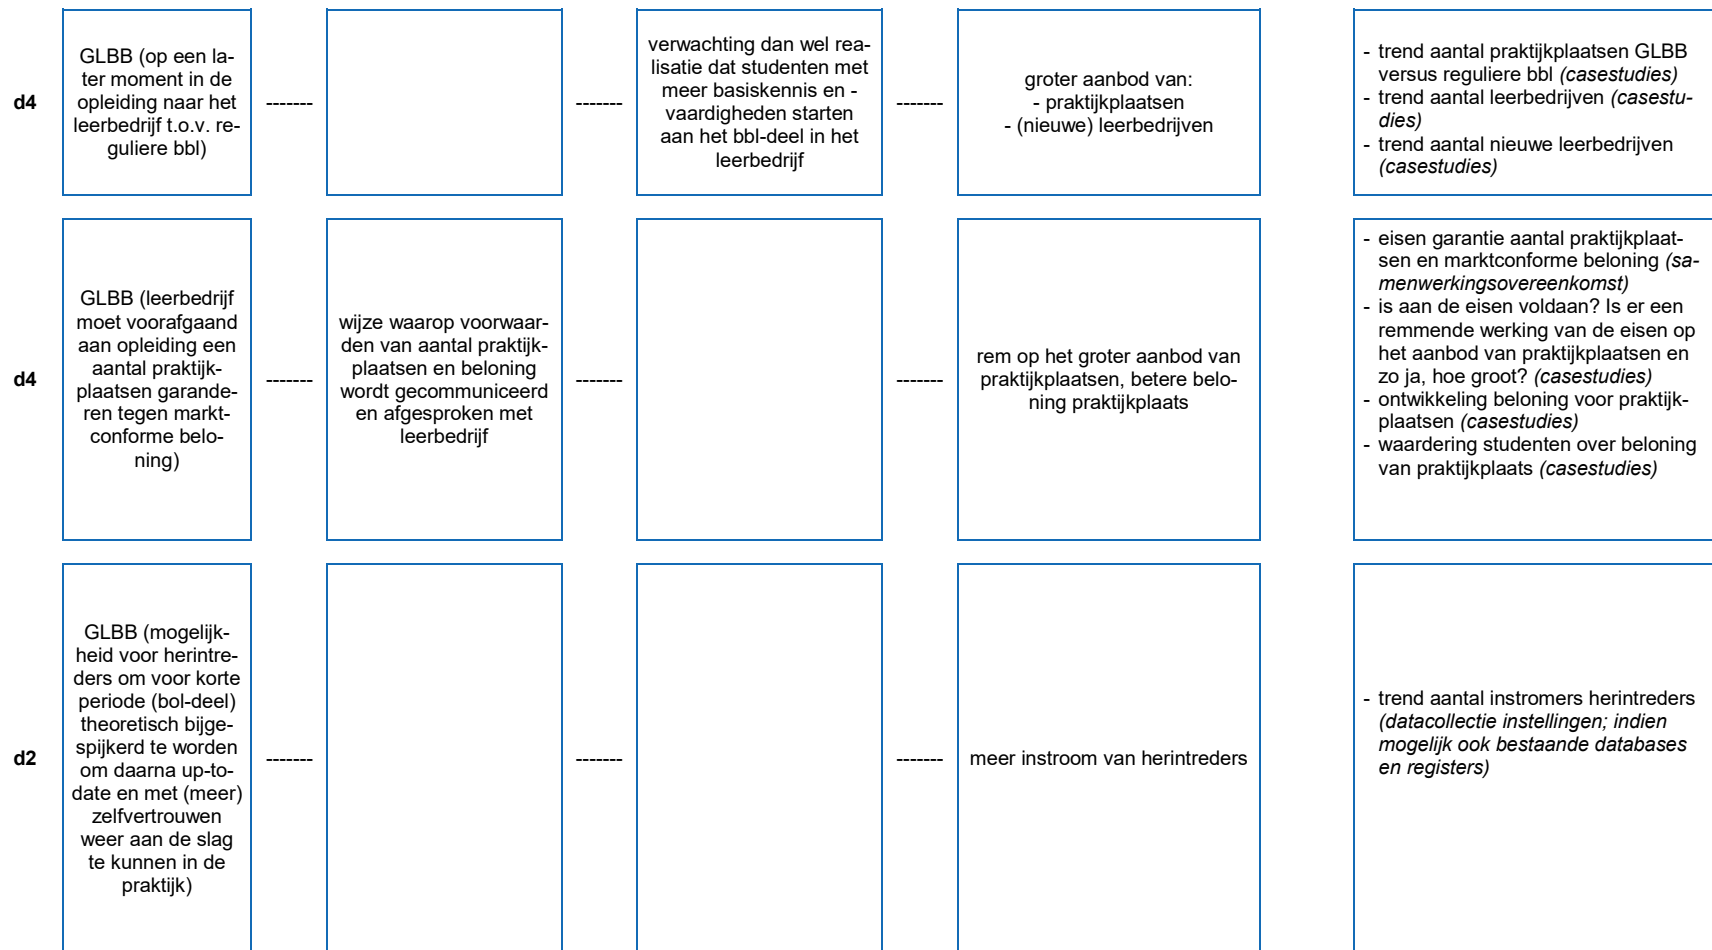 d4
GLBB (op een la-
ter moment in de
opleiding naar het
leerbedrijf t.o.v. re-
guliere bbl)
-------
-------
verwachting dan wel rea-
lisatie dat studenten met
meer basiskennis en -
vaardigheden starten
aan het bbl-deel in het
leerbedrijf
-------
groter aanbod van:
- praktijkplaatsen
- (nieuwe) leerbedrijven
- trend aantal praktijkplaatsen GLBB
versus reguliere bbl (casestudies)
- trend aantal leerbedrijven (casestu-
dies)
- trend aantal nieuwe leerbedrijven
(casestudies)
d4
GLBB (leerbedrijf
moet voorafgaand
aan opleiding een
aantal praktijk-
plaatsen garande-
ren tegen markt-
conforme belo-
ning)
-------
wijze waarop voorwaar-
den van aantal praktijk-
plaatsen en beloning
wordt gecommuniceerd
en afgesproken met
leerbedrijf
-------
-------
rem op het groter aanbod van
praktijkplaatsen, betere belo-
ning praktijkplaats
- eisen garantie aantal praktijkplaat-
sen en marktconforme beloning (sa-
menwerkingsovereenkomst)
- is aan de eisen voldaan? Is er een
remmende werking van de eisen op
het aanbod van praktijkplaatsen en
zo ja, hoe groot? (casestudies)
- ontwikkeling beloning voor praktijk-
plaatsen (casestudies)
- waardering studenten over beloning
van praktijkplaats (casestudies)
d2
GLBB (mogelijk-
heid voor herintre-
ders om voor korte
periode (bol-deel)
theoretisch bijge-
spijkerd te worden
om daarna up-to-
date en met (meer)
zelfvertrouwen
weer aan de slag
te kunnen in de
praktijk)
-------
-------
-------
meer instroom van herintreders
- trend aantal instromers herintreders
(datacollectie instellingen; indien
mogelijk ook bestaande databases
en registers)